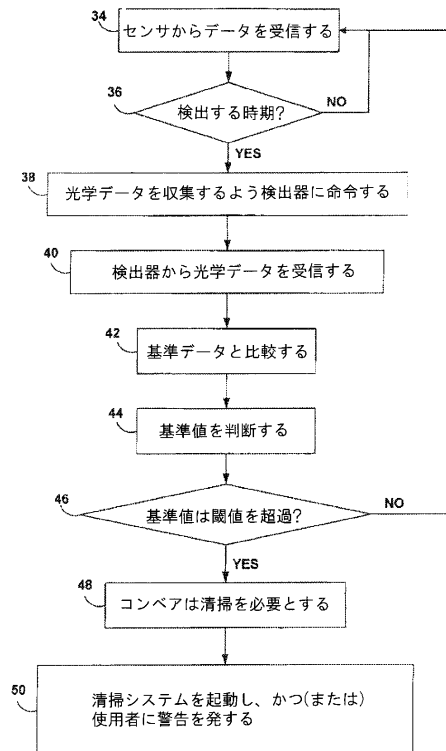 34
センサからデータを受信する
36
検出する時期?
NO
YES
38
光学データを収集するよう検出器に命令する
40
検出器から光学データを受信する
42
基準データと比較する
44
基準値を判断する
46
基準値は閾値を超過?
NO
YES
48
コンベアは清掃を必要とする
50
清掃システムを起動し、かつ(または)
使用者に警告を発する